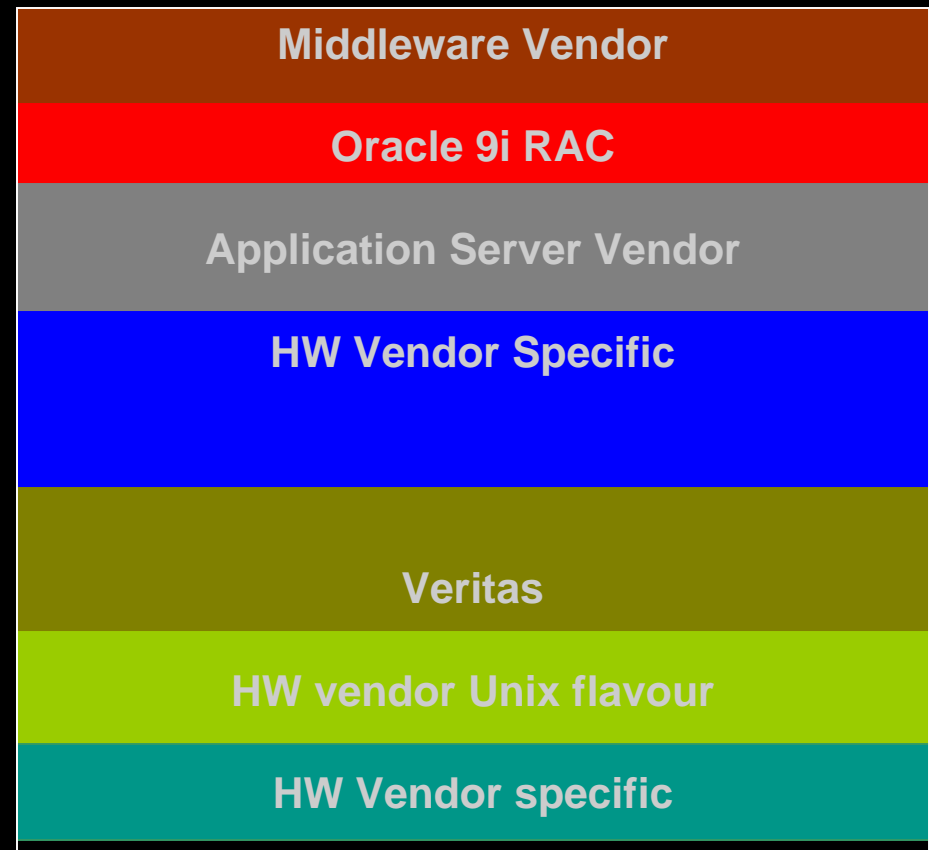 Middleware Vendor
Oracle 9i RAC
Application Server Vendor
HW Vendor Specific
Veritas
HW vendor Unix flavour
HW Vendor specific